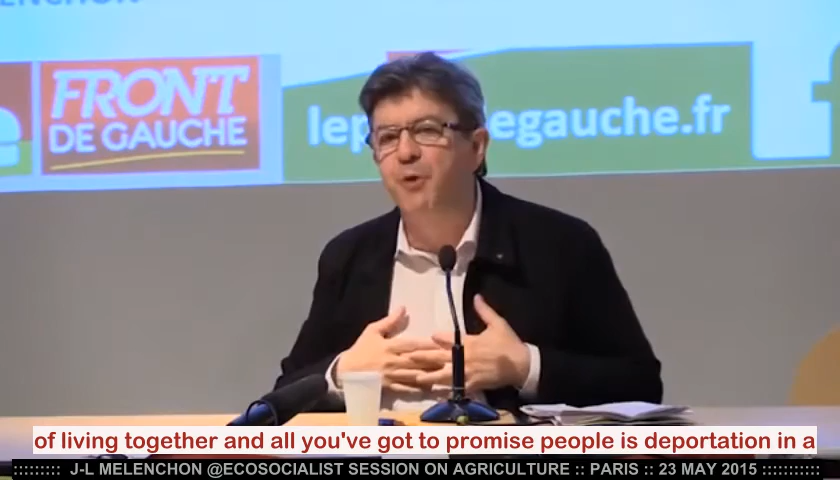 FRONT
DE GAUCHE
egauche.fr
of living together and all you've got to promise people is deportation in a
::::::::: J-L MELENCHON @ECOSOCIALIST SESSION ON AGRICULTURE :: PARIS :: 23 MAY 2015 :::::::::::